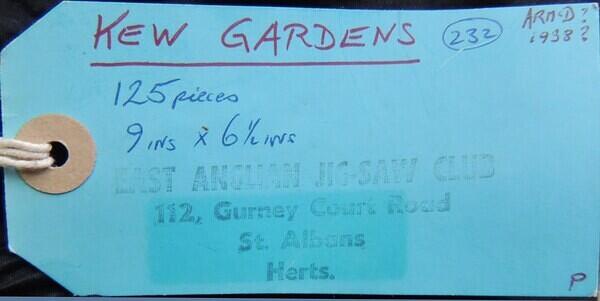 KEW GARDENS 232 ARM-D?
1938?
125 pieces
9 INS X 6½ INS
EAST ANGLIAN JIG-SAW CLUB
112, Gurney Court Road
St. Albans
Herts.
P